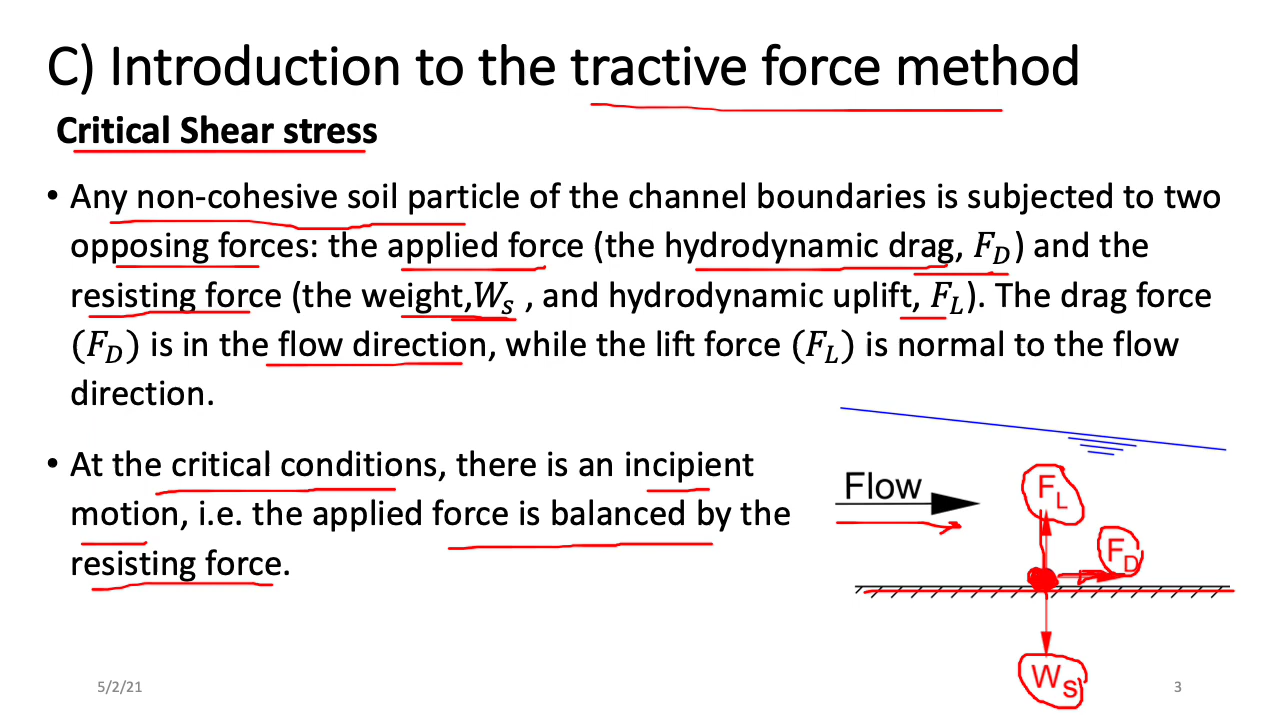 C) Introduction to the tractive force method
Critical Shear stress
• Any non-cohesive soil particle of the channel boundaries is subjected to two
opposing forces: the applied force (the hydrodynamic drag, F_D) and the
resisting force (the weight,W_s , and hydrodynamic uplift, F_L). The drag force
(F_D) is in the flow direction, while the lift force (F_L) is normal to the flow
direction.
• At the critical conditions, there is an incipient
motion, i.e. the applied force is balanced by the
resisting force.
Flow
F_L
F_D
W_s
5/2/21
3